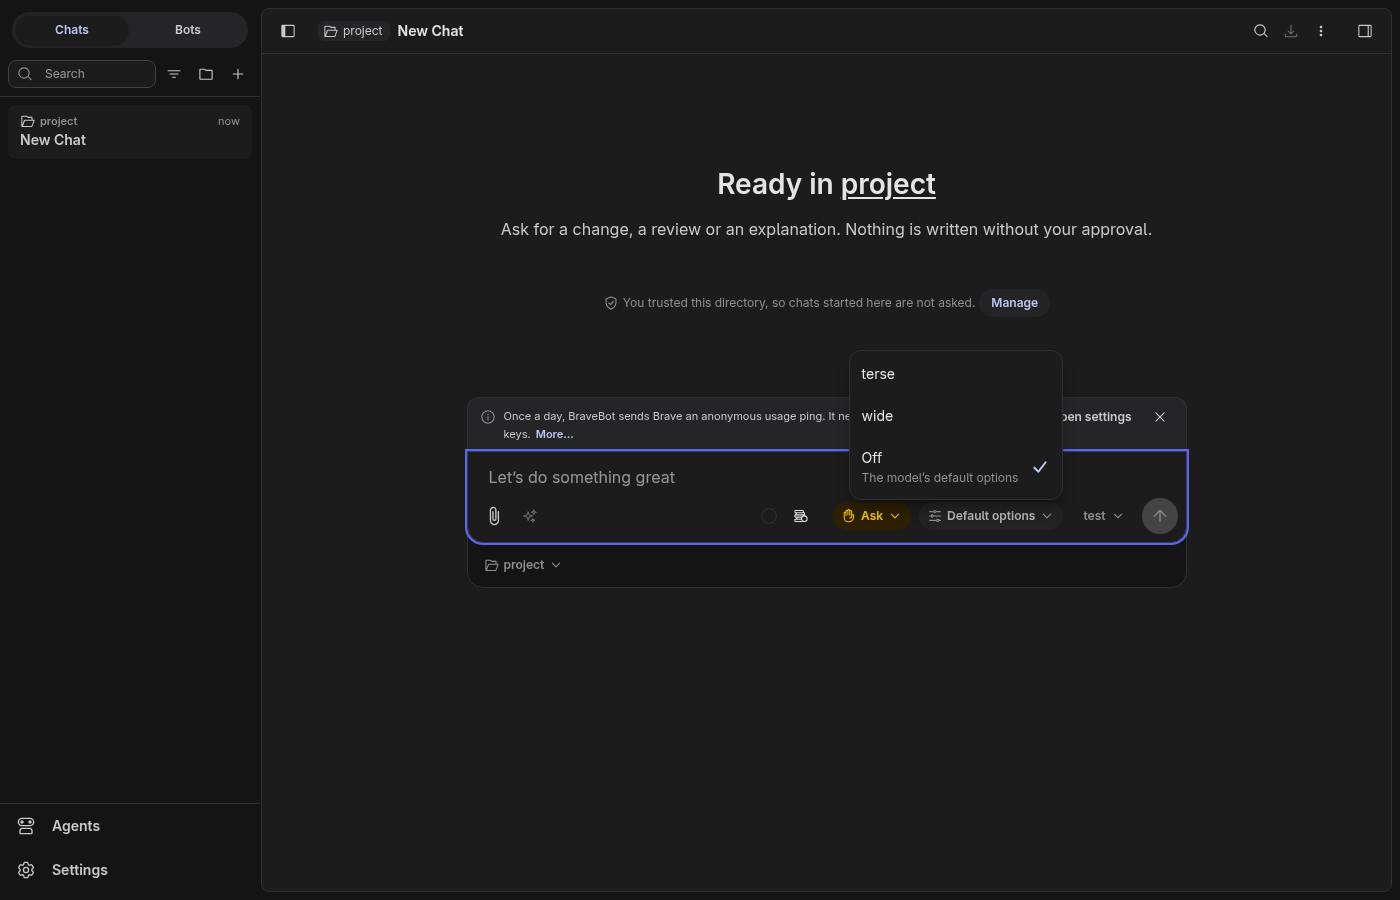 Chats
Bots
Search
project
now
New Chat
Agents
Settings
project
New Chat
Ready in project
Ask for a change, a review or an explanation. Nothing is written without your approval.
You trusted this directory, so chats started here are not asked.
Manage
terse
wide
Off
The model's default options
Once a day, BraveBot sends Brave an anonymous usage ping. It
settings
keys. More...
Let's do something great
Ask
Default options
test
project